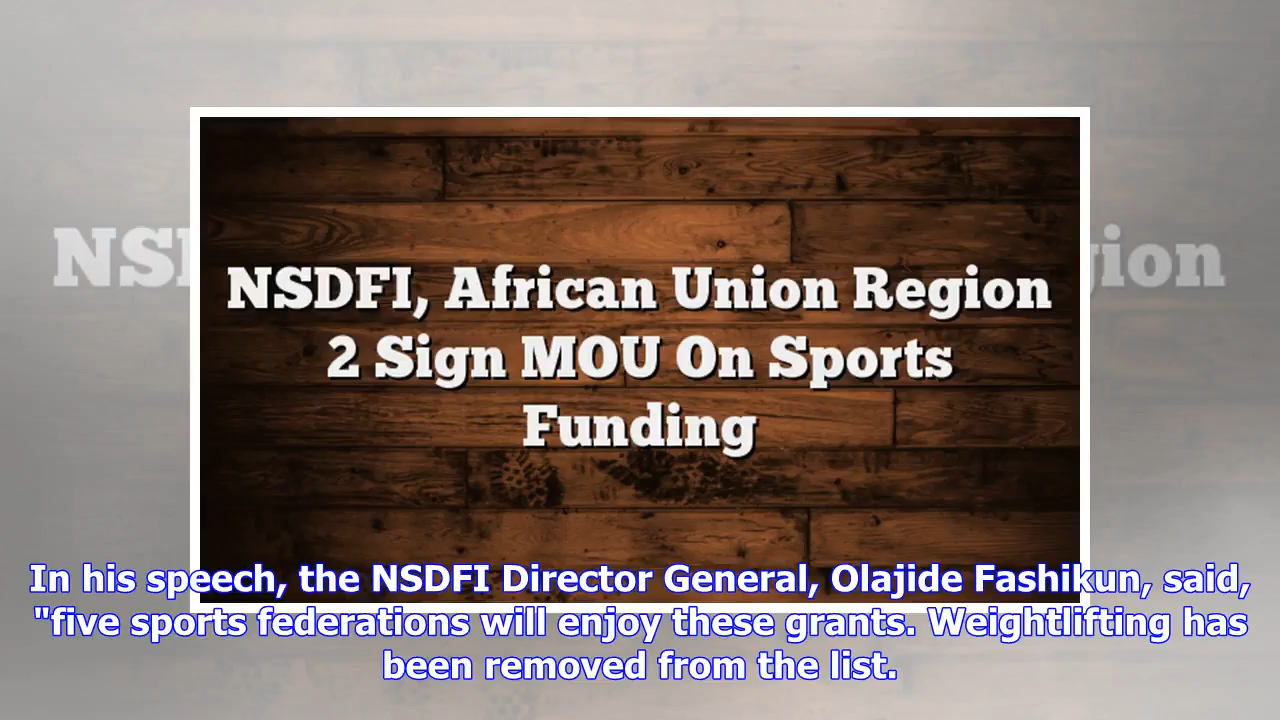 NSDFI, African Union Region
2 Sign MOU On Sports
Funding
In his speech, the NSDFI Director General, Olajide Fashikun, said,
"five sports federations will enjoy these grants. Weightlifting has
been removed from the list.